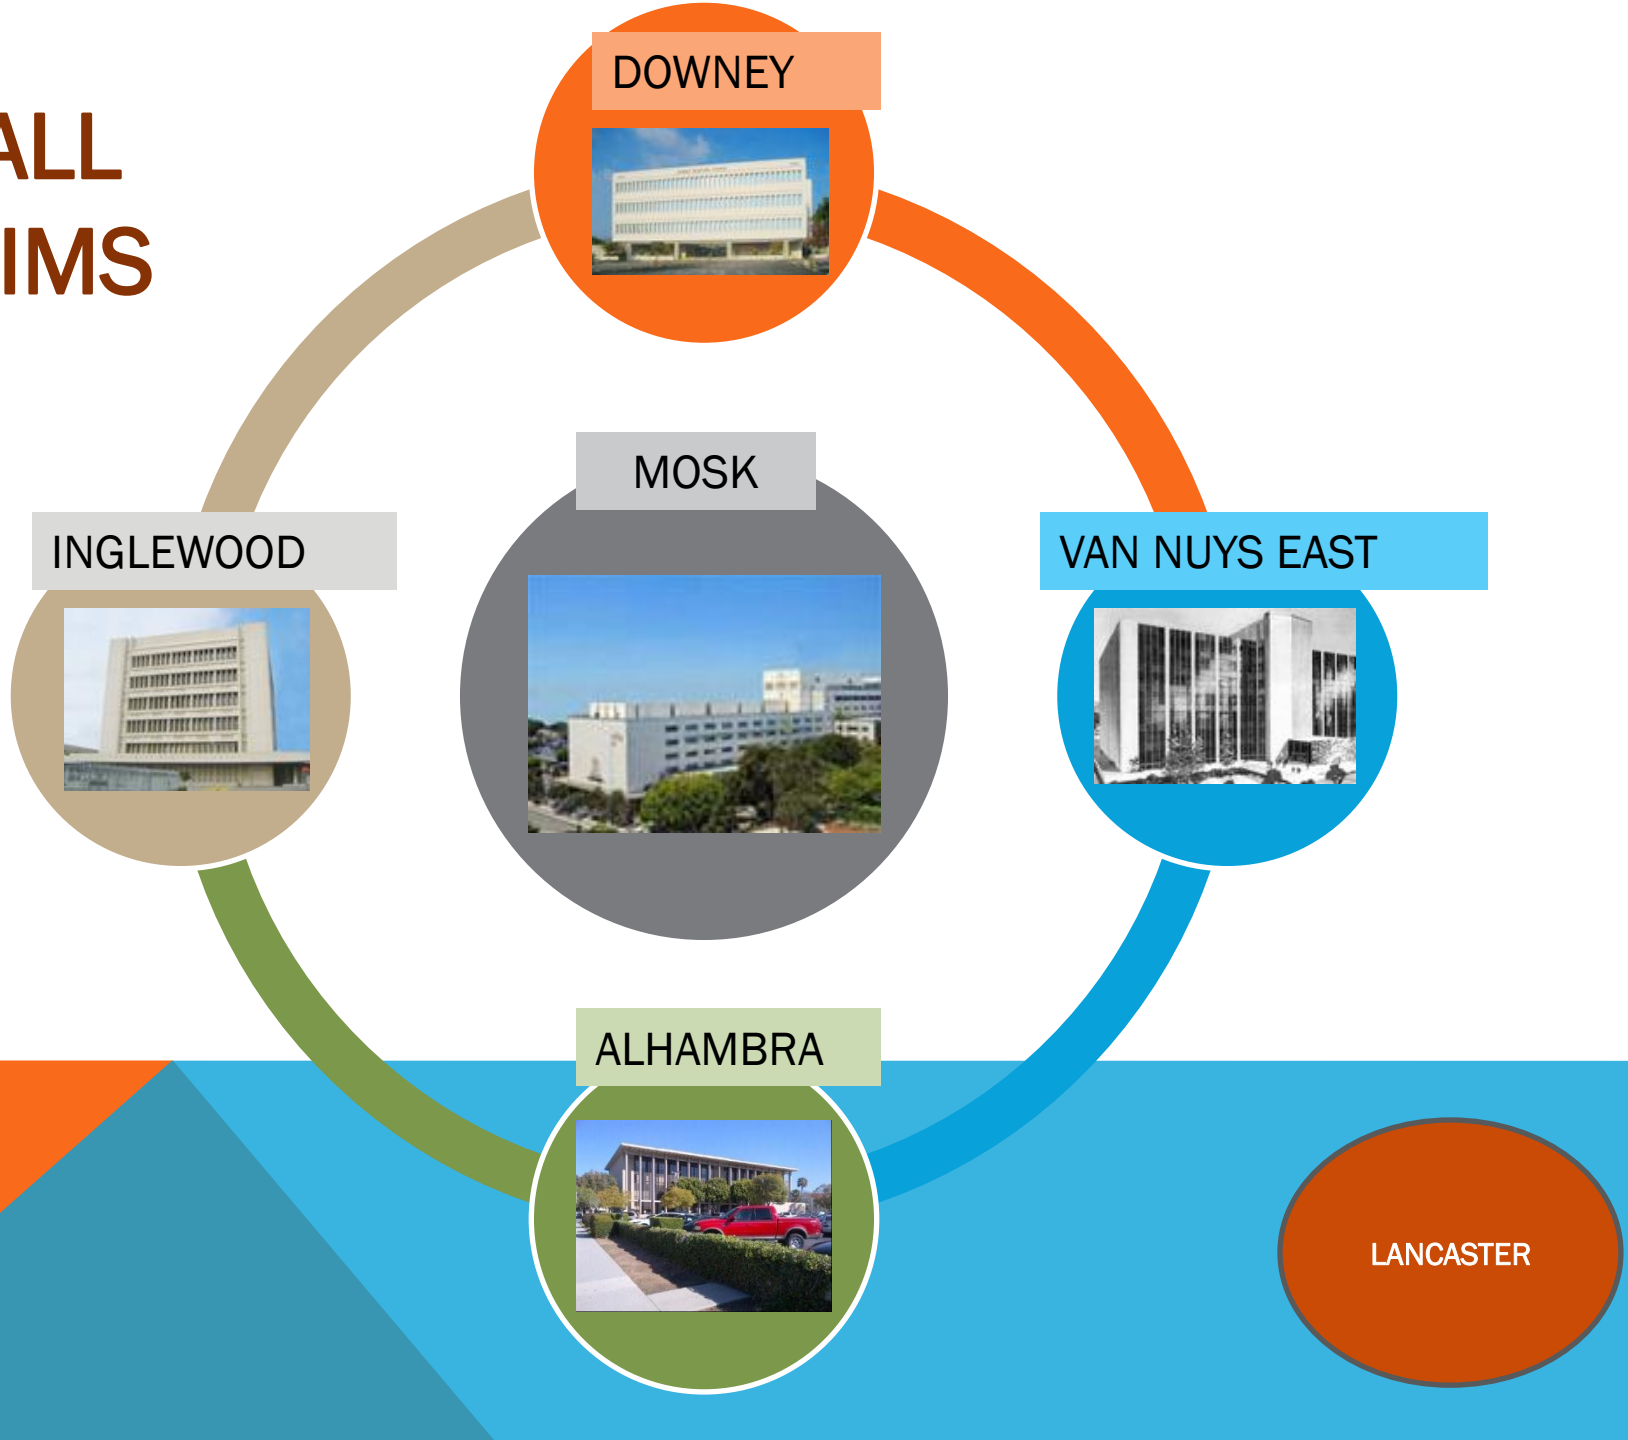 ALL
IMS
DOWNEY
MOSK
INGLEWOOD
VAN NUYS EAST
ALHAMBRA
LANCASTER